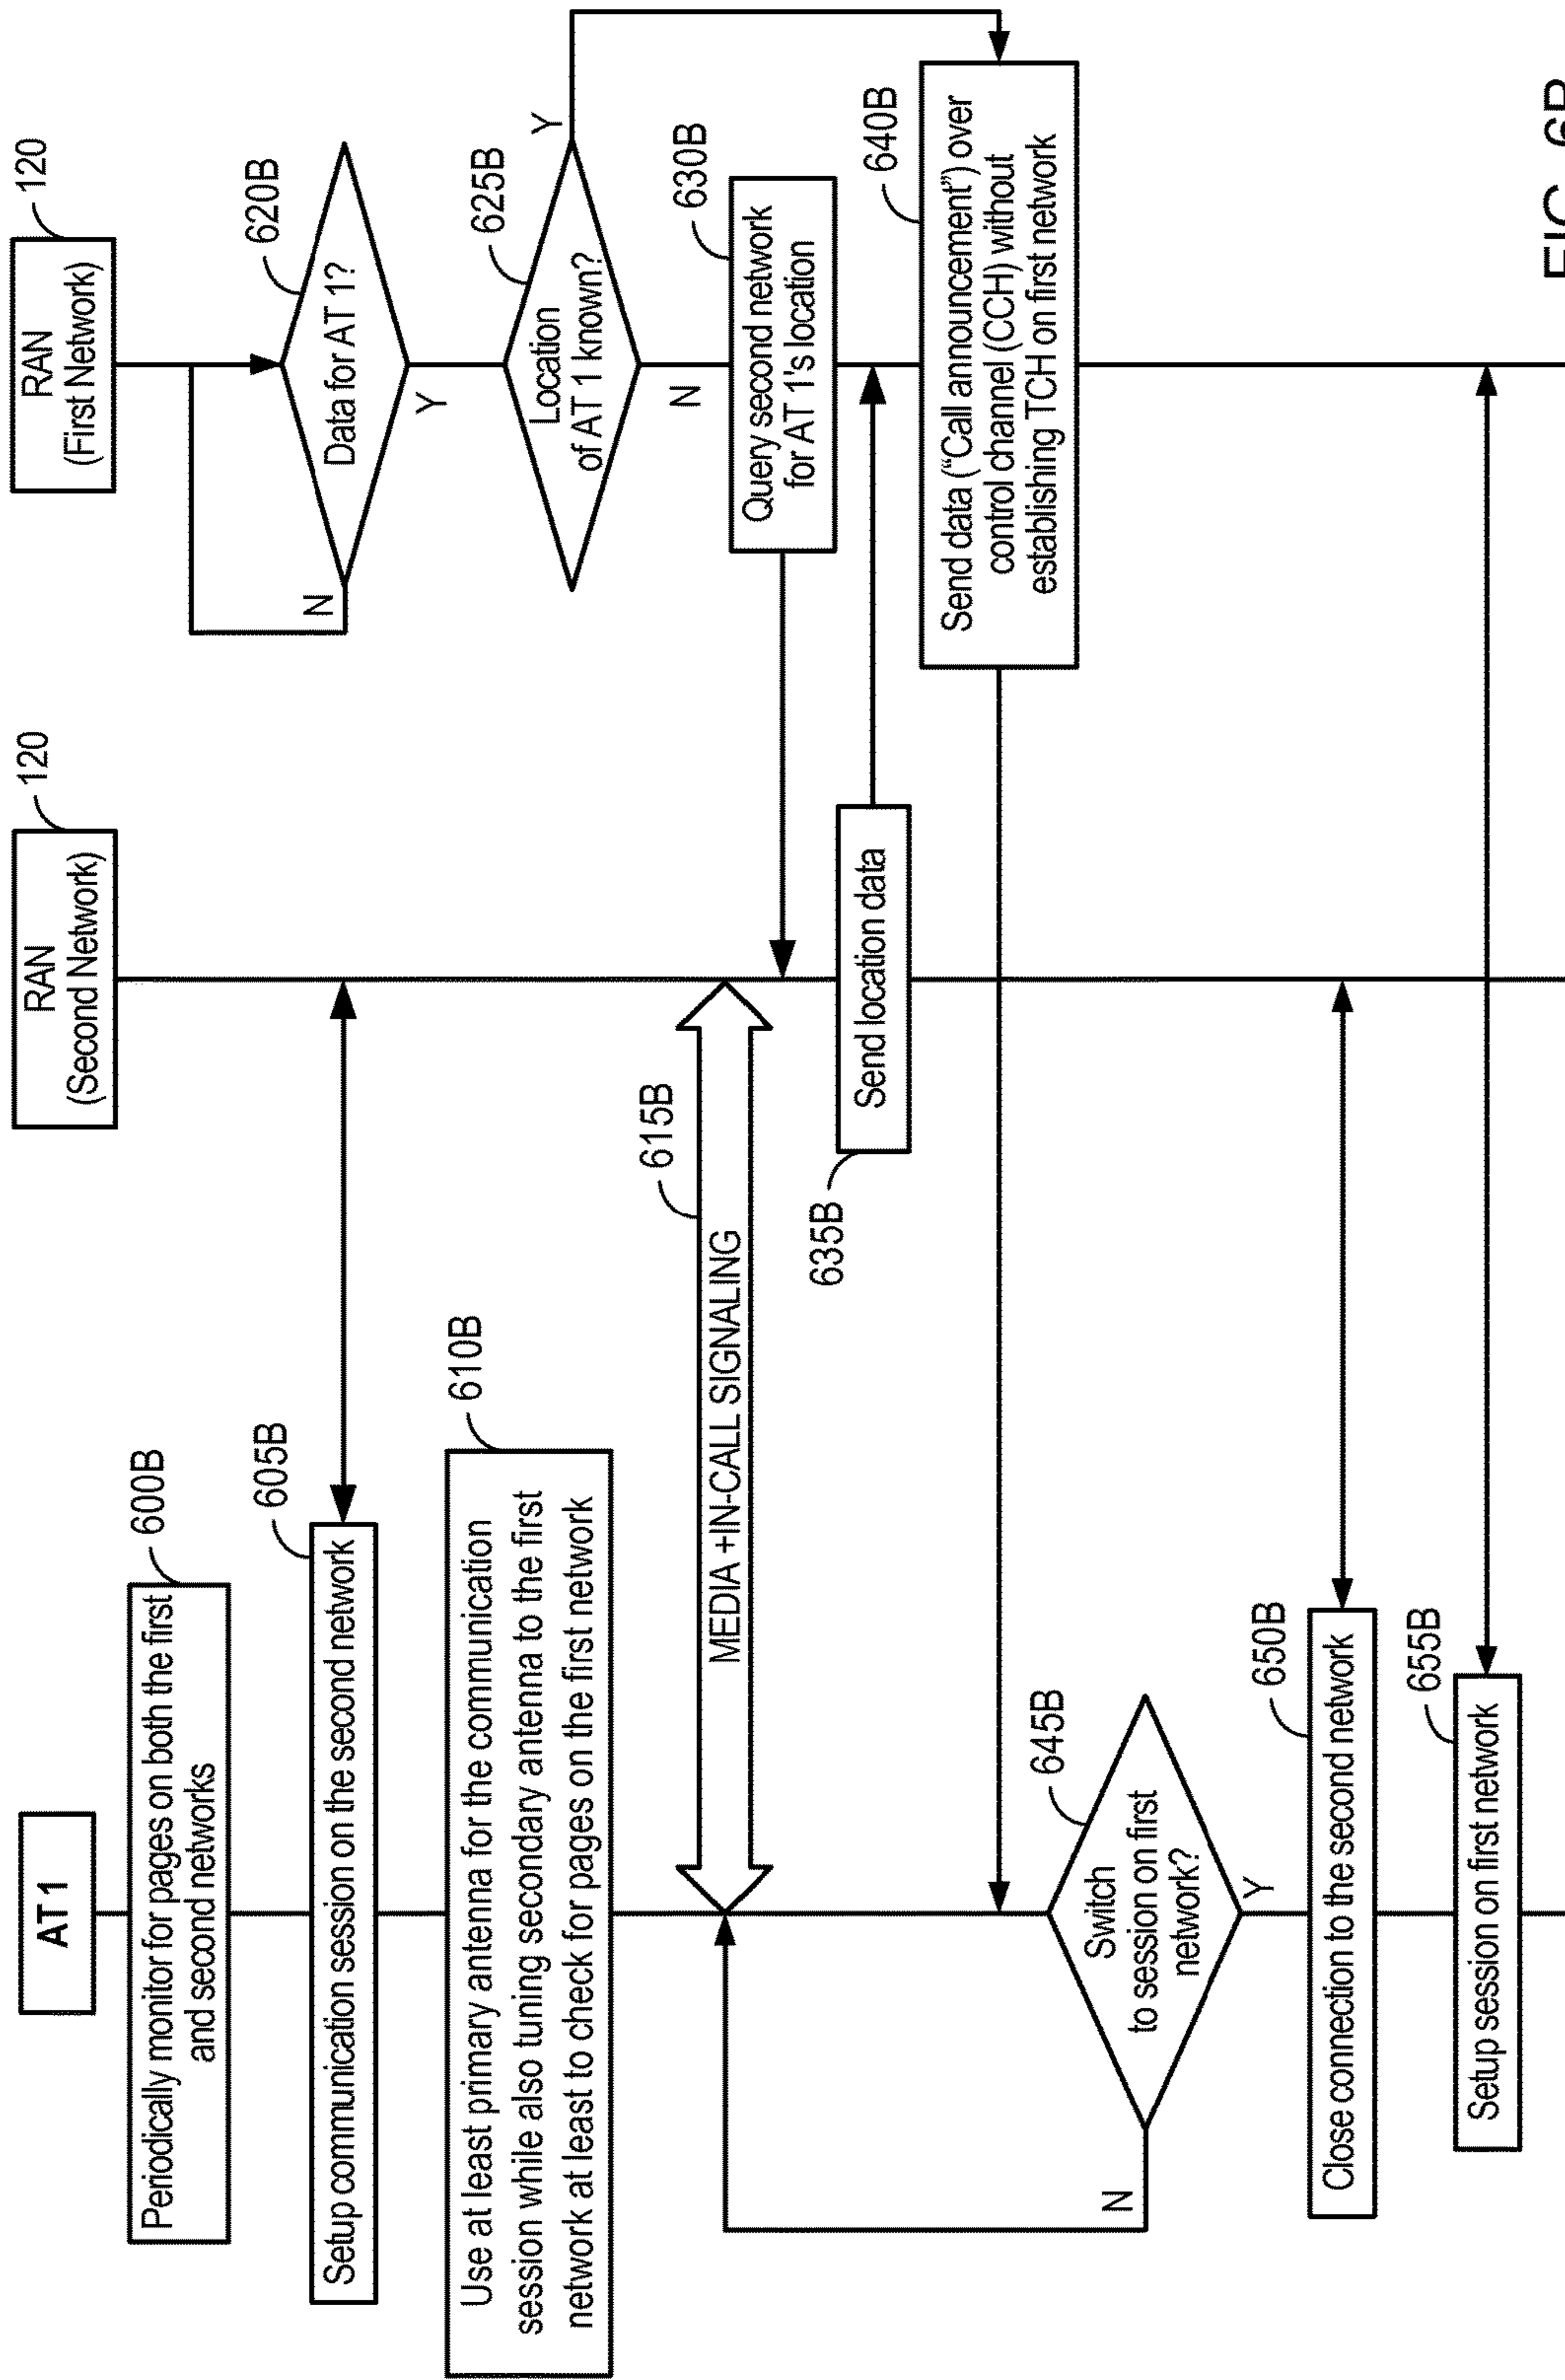 AT 1
RAN
(Second Network)
120
RAN
(First Network)
120
600B
Periodically monitor for pages on both the first
and second networks
605B
Setup communication session on the second network
610B
Use at least primary antenna for the communication
session while also tuning secondary antenna to the first
network at least to check for pages on the first network
615B
MEDIA +IN-CALL SIGNALING
620B
Data for AT 1?
N
Y
625B
Location
of AT 1 known?
Y
N
630B
Query second network
for AT 1's location
635B
Send location data
640B
Send data (“Call announcement”) over
control channel (CCH) without
establishing TCH on first network
645B
Switch
to session on first
network?
N
Y
650B
Close connection to the second network
655B
Setup session on first network
FIG. 6B